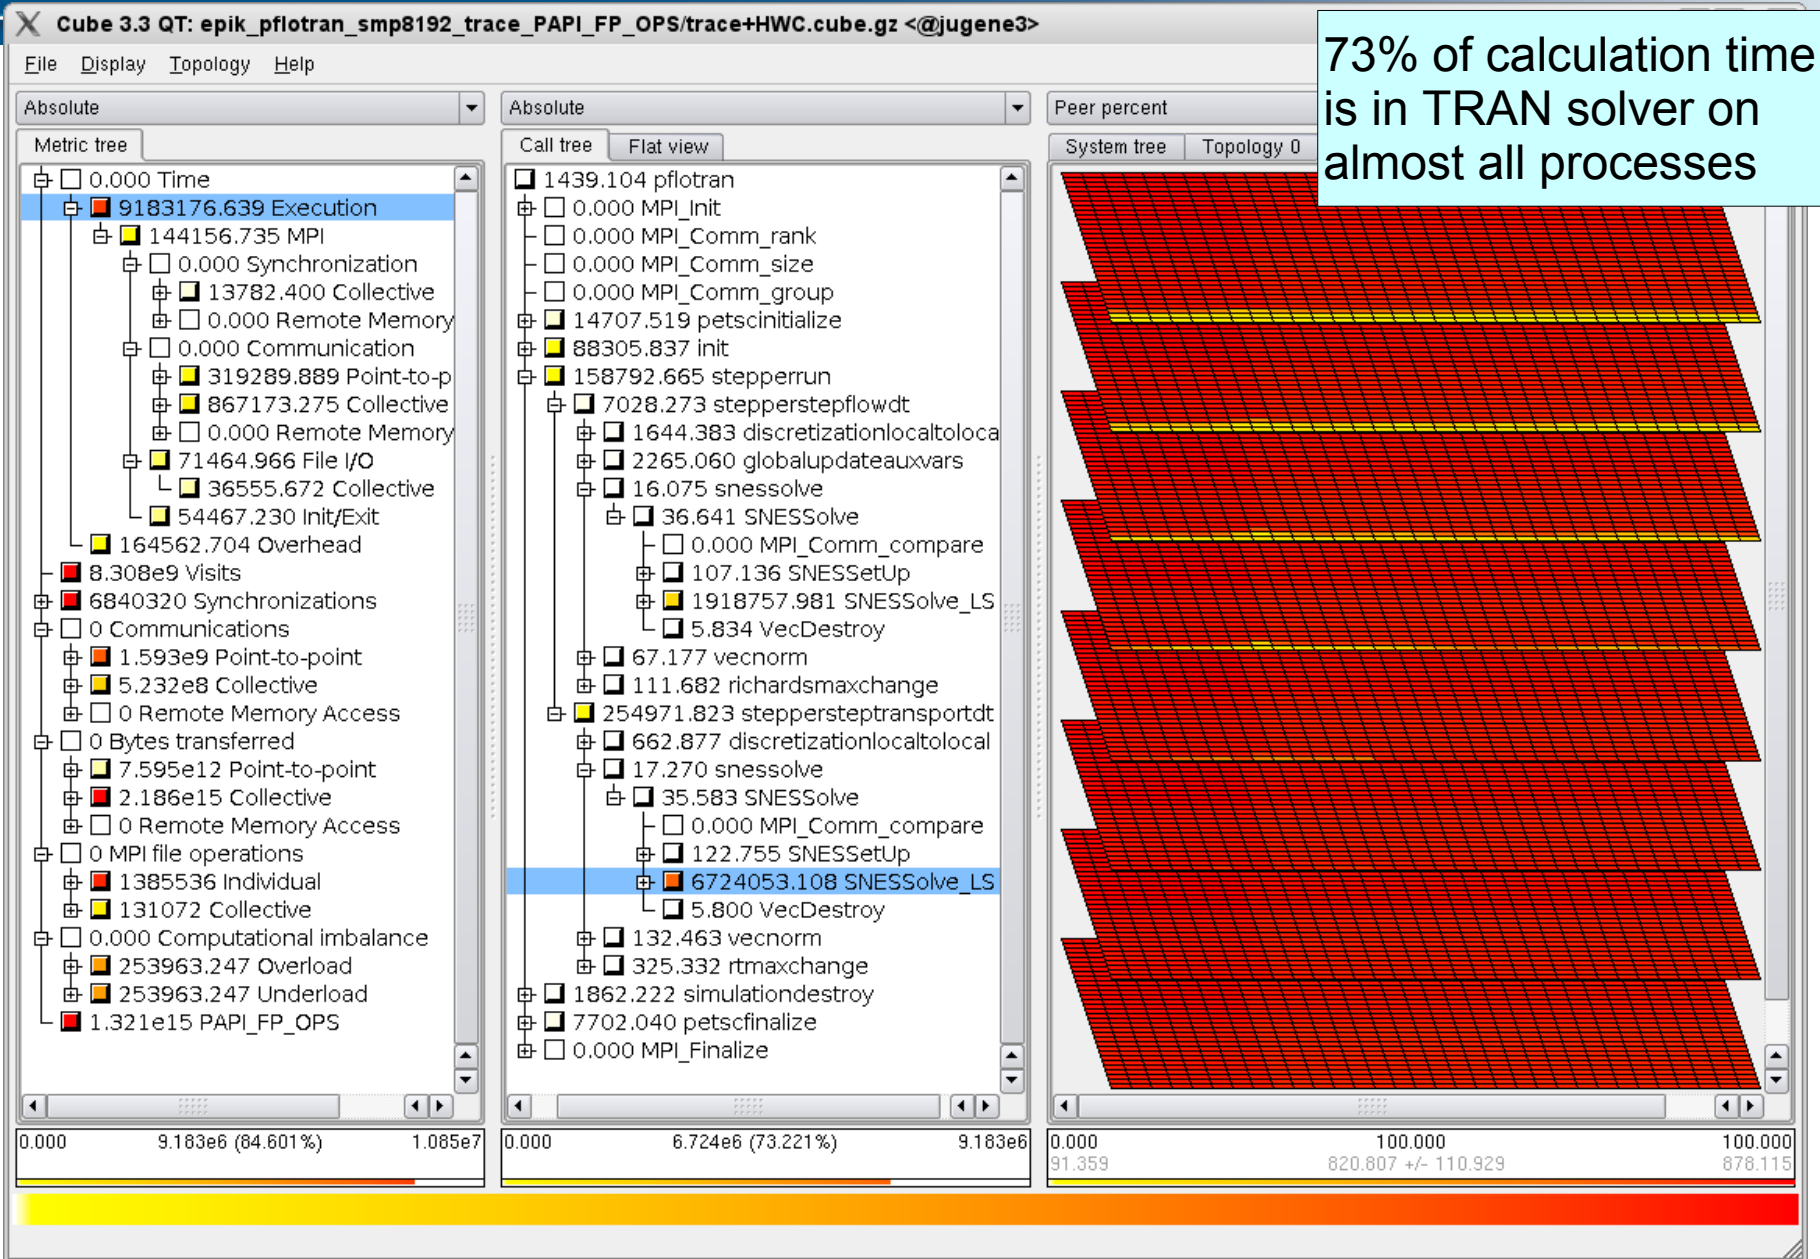 Cube 3.3 QT: epik_pflotran_smp8192_trace_PAPI_FP_OPS/trace+HWC.cube.gz <@jugene3>
File Display Topology Help
73% of calculation time
is in TRAN solver on
almost all processes
Absolute
Metric tree
0.000 Time
9183176.639 Execution
144156.735 MPI
0.000 Synchronization
13782.400 Collective
0.000 Remote Memory
0.000 Communication
319289.889 Point-to-p
867173.275 Collective
0.000 Remote Memory
71464.966 File I/O
36555.672 Collective
54467.230 Init/Exit
164562.704 Overhead
8.308e9 Visits
6840320 Synchronizations
0 Communications
1.593e9 Point-to-point
5.232e8 Collective
0 Remote Memory Access
0 Bytes transferred
7.595e12 Point-to-point
2.186e15 Collective
0 Remote Memory Access
0 MPI file operations
1385536 Individual
131072 Collective
0.000 Computational imbalance
253963.247 Overload
253963.247 Underload
1.321e15 PAPI_FP_OPS
0.000 9.183e6 (84.601%) 1.085e7
Absolute
Call tree Flat view
1439.104 pflotran
0.000 MPI_Init
0.000 MPI_Comm_rank
0.000 MPI_Comm_size
0.000 MPI_Comm_group
14707.519 petscinitialize
88305.837 init
158792.665 stepperrun
7028.273 stepperstepflowdt
1644.383 discretizationlocaltoloca
2265.060 globalupdateauxvars
16.075 snessolve
36.641 SNESSolve
0.000 MPI_Comm_compare
107.136 SNESSetUp
1918757.981 SNESSolve_LS
5.834 VecDestroy
67.177 vecnorm
111.682 richardsmaxchange
254971.823 steppersteptransportdt
662.877 discretizationlocaltolocal
17.270 snessolve
35.583 SNESSolve
0.000 MPI_Comm_compare
122.755 SNESSetUp
6724053.108 SNESSolve_LS
5.800 VecDestroy
132.463 vecnorm
325.332 rtmaxchange
1862.222 simulationdestroy
7702.040 petscfinalize
0.000 MPI_Finalize
0.000 6.724e6 (73.221%) 9.183e6
Peer percent
System tree Topology 0
0.000 100.000 100.000
91.359 820.807 +/- 110.929 878.115